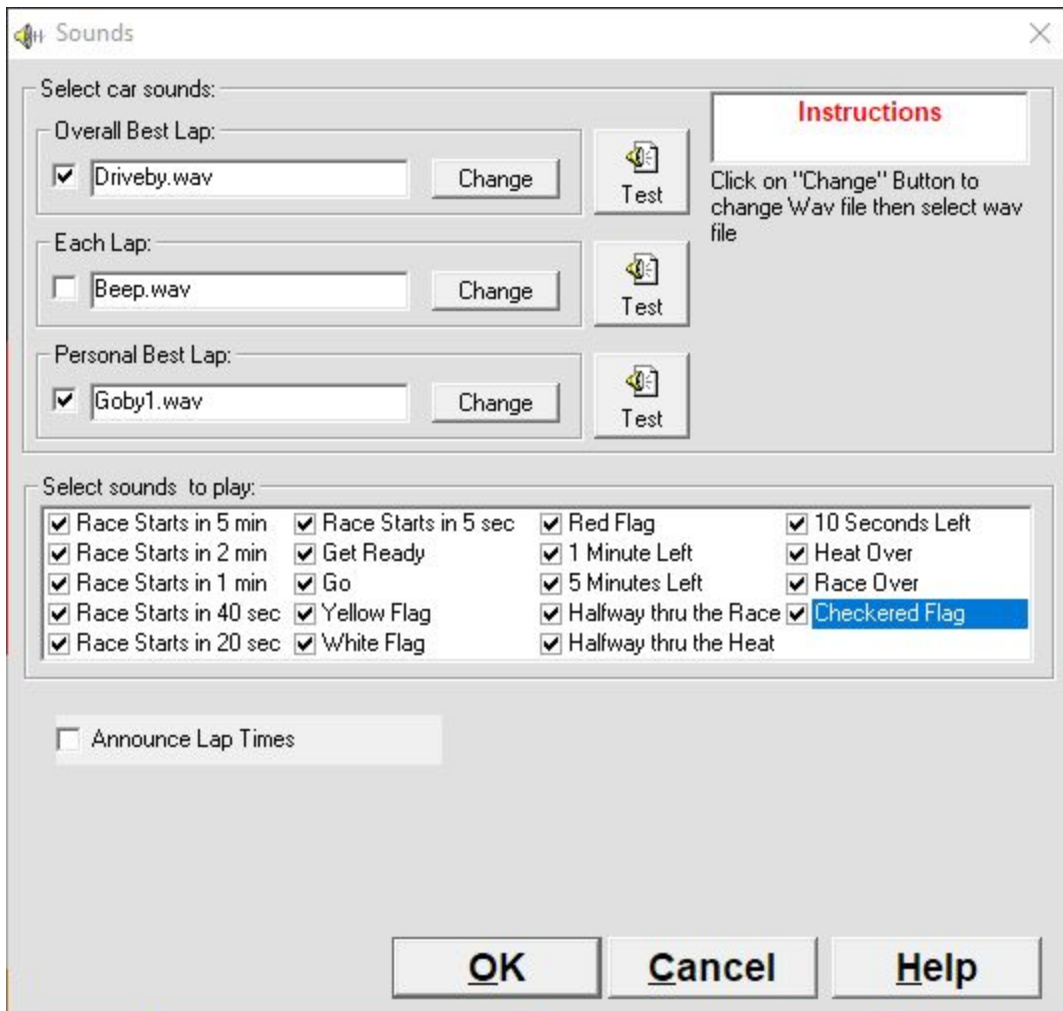 Sounds
Select car sounds:
Overall Best Lap:
Driveby.wav
Change
Test
Each Lap:
Beep.wav
Change
Test
Personal Best Lap:
Goby1.wav
Change
Test
Instructions
Click on "Change" Button to
change Wav file then select wav
file
Select sounds to play:
Race Starts in 5 min
Race Starts in 2 min
Race Starts in 1 min
Race Starts in 40 sec
Race Starts in 20 sec
Race Starts in 5 sec
Get Ready
Go
Yellow Flag
White Flag
Red Flag
1 Minute Left
5 Minutes Left
Halfway thru the Race
Halfway thru the Heat
10 Seconds Left
Heat Over
Race Over
Checkered Flag
Announce Lap Times
OK
Cancel
Help